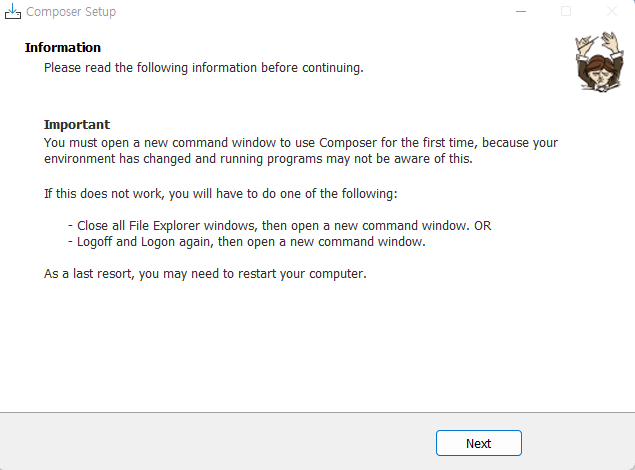 Composer Setup
Information
Please read the following information before continuing.
Important
You must open a new command window to use Composer for the first time, because your
environment has changed and running programs may not be aware of this.
If this does not work, you will have to do one of the following:
- Close all File Explorer windows, then open a new command window. OR
- Logoff and Logon again, then open a new command window.
As a last resort, you may need to restart your computer.
Next